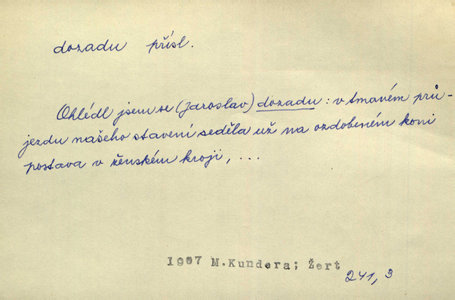 dozadu přísl.
Ohlédl jsem se (Jaroslav) dozadu: v tmavém prů-
jezdu našeho stavení seděla už na ozdobeném koni
postava v ženském kroji, ...
1967 M.Kundera; Žert
241, 3